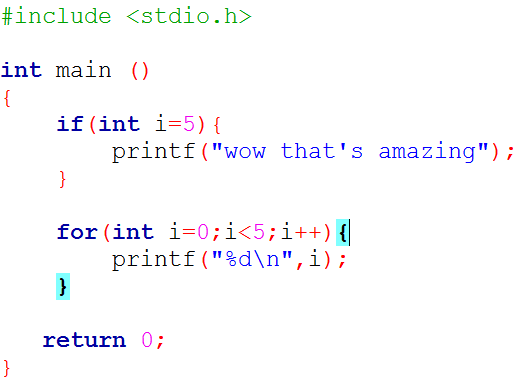 #include <stdio.h>
int main ()
{
if(int i=5){
printf("wow that's amazing");
}
for(int i=0;i<5;i++){
printf("%d\n",i);
}
return 0;
}